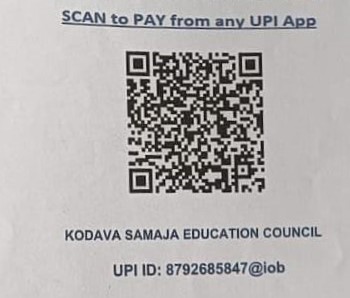 SCAN to PAY from any UPI App
KODAVA SAMAJA EDUCATION COUNCIL
UPI ID: 8792685847@iob